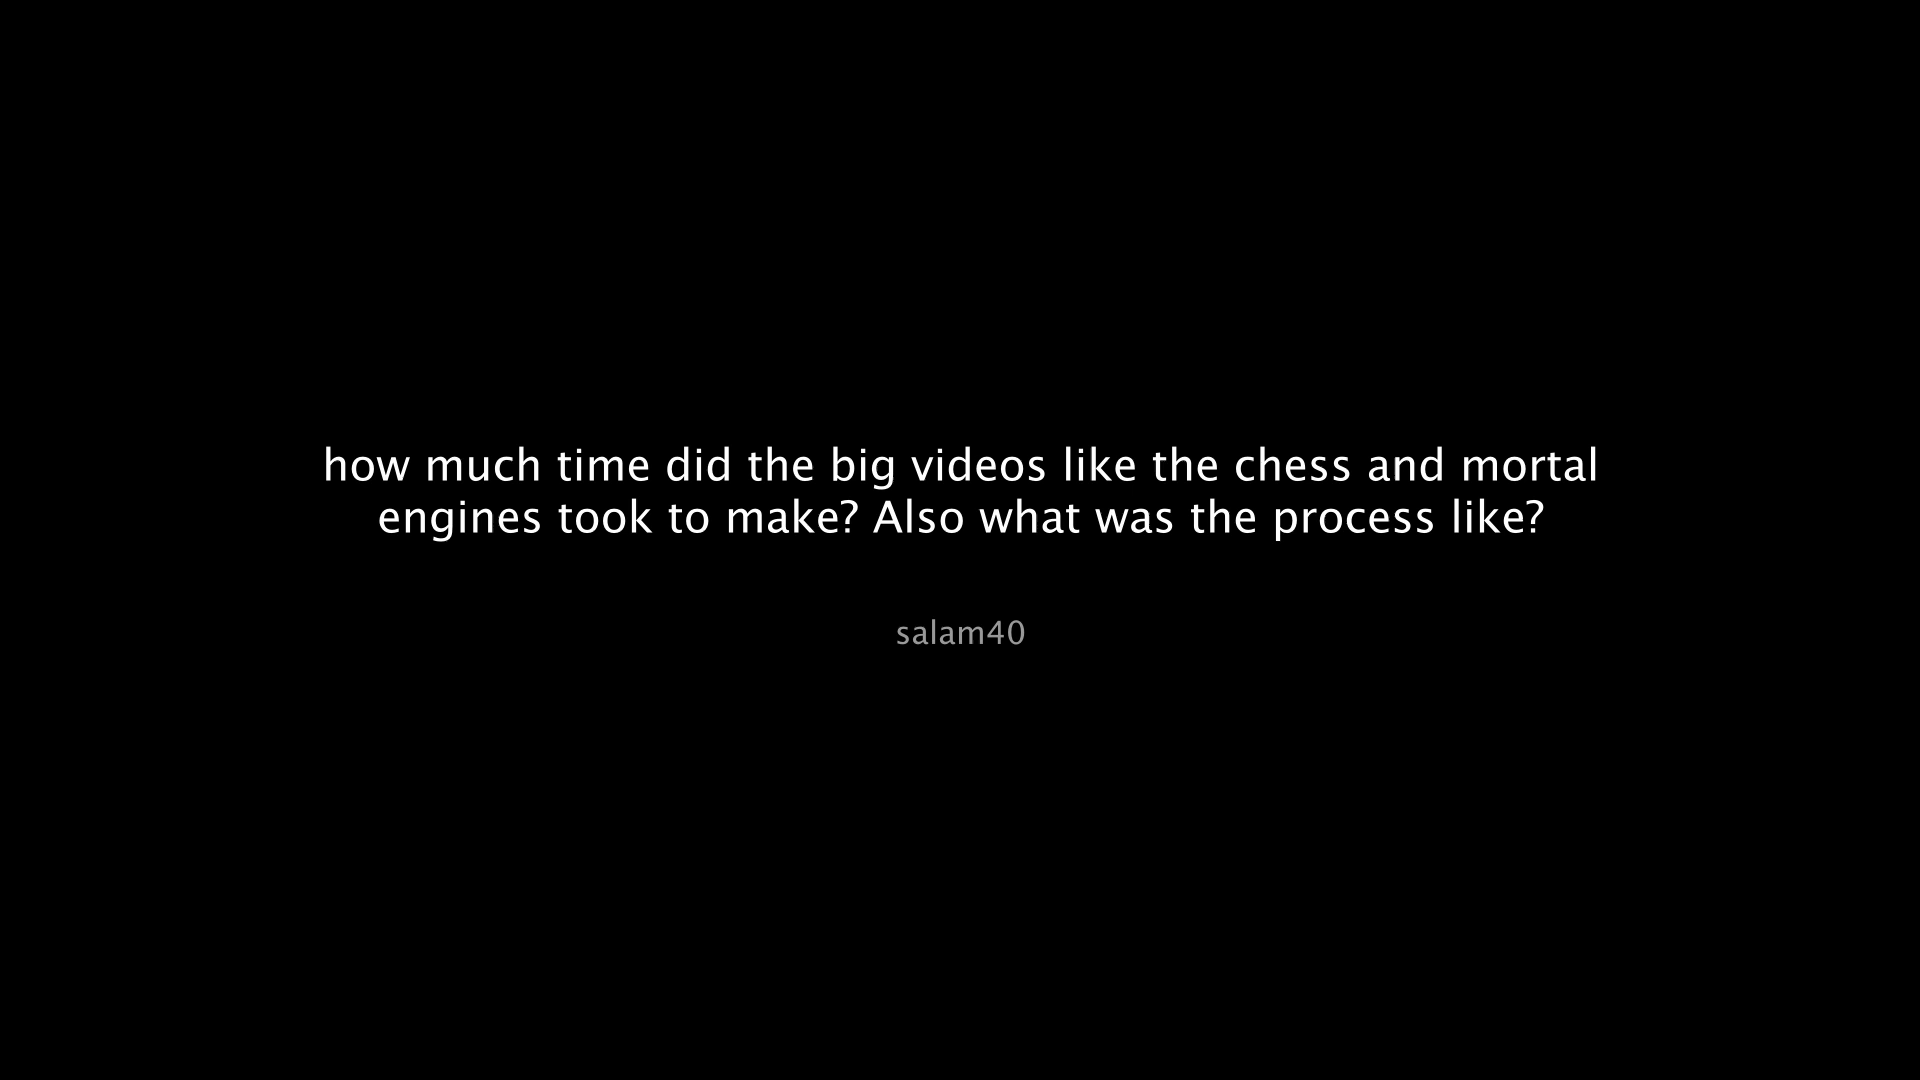 how much time did the big videos like the chess and mortal
engines took to make? Also what was the process like?
salam40